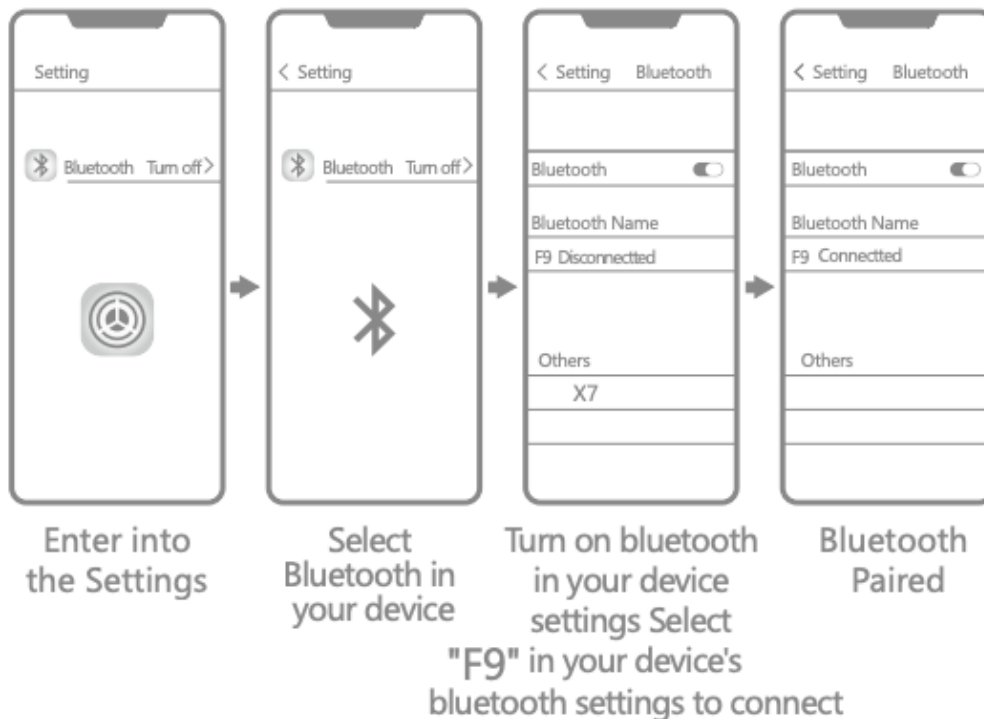 Setting
Bluetooth Turn off >
Enter into
the Settings
< Setting
Bluetooth Turn off >
Select
Bluetooth in
your device
< Setting Bluetooth
Bluetooth
Bluetooth Name
F9 Disconnectted
Others
X7
Turn on bluetooth
in your device
settings Select
"F9" in your device's
bluetooth settings to connect
< Setting Bluetooth
Bluetooth
Bluetooth Name
F9 Connectted
Others
Bluetooth
Paired